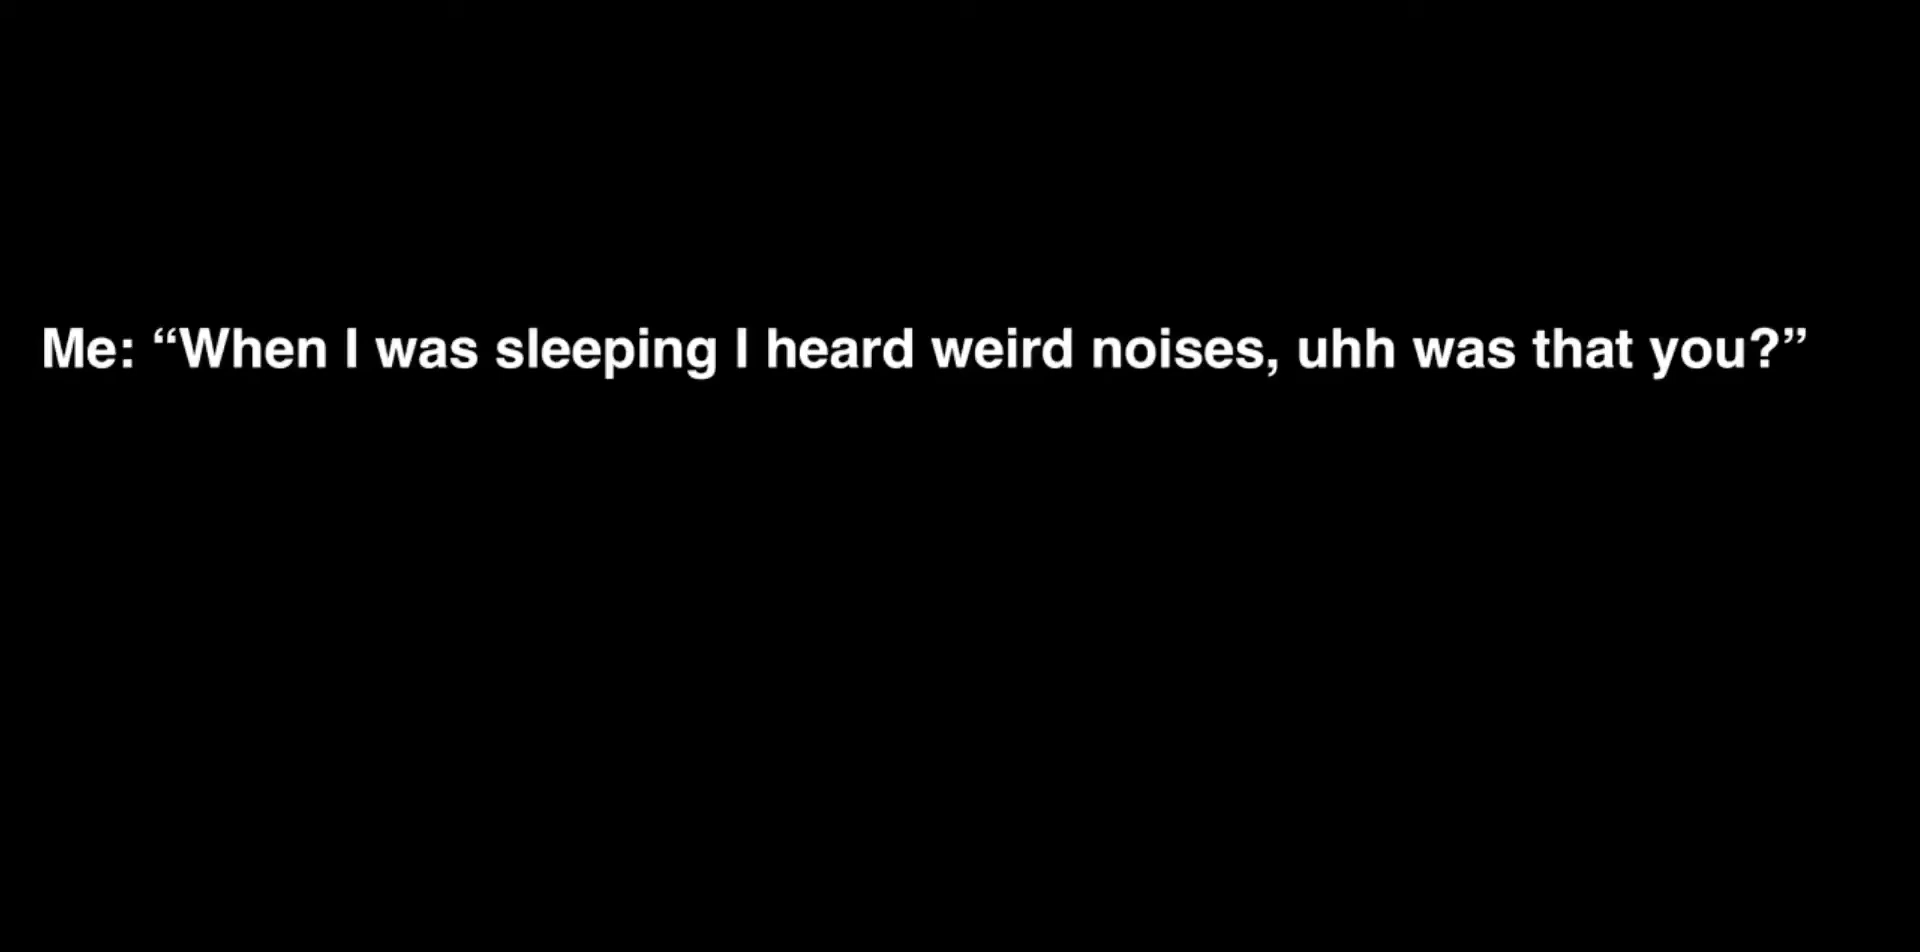 Me: “When I was sleeping I heard weird noises, uhh was that you?”